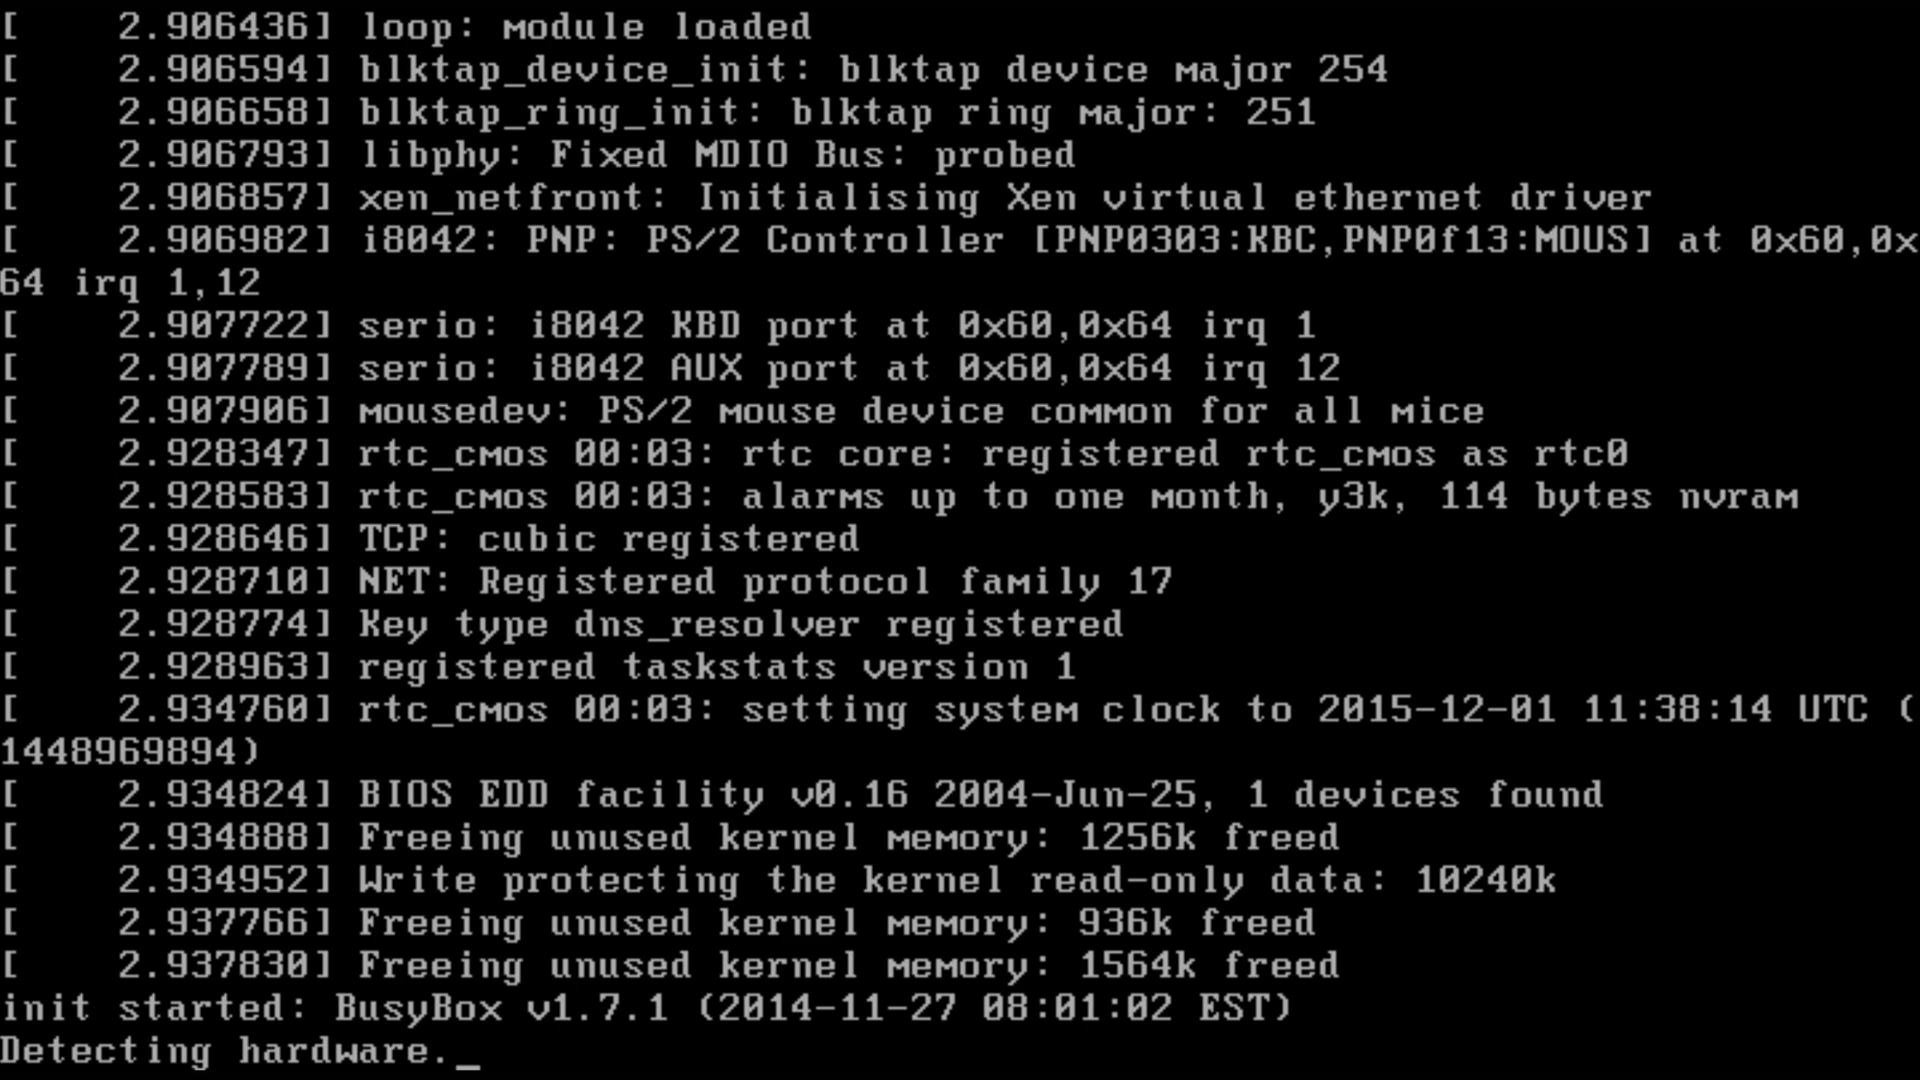 [    2.906436] loop: module loaded
[    2.906594] blktap_device_init: blktap device major 254
[    2.906658] blktap_ring_init: blktap ring major: 251
[    2.906793] libphy: Fixed MDIO Bus: probed
[    2.906857] xen_netfront: Initialising Xen virtual ethernet driver
[    2.906982] i8042: PNP: PS/2 Controller [PNP0303:KBC,PNP0f13:MOUS] at 0x60,0x
64 irq 1,12
[    2.907722] serio: i8042 KBD port at 0x60,0x64 irq 1
[    2.907789] serio: i8042 AUX port at 0x60,0x64 irq 12
[    2.907906] mousedev: PS/2 mouse device common for all mice
[    2.928347] rtc_cmos 00:03: rtc core: registered rtc_cmos as rtc0
[    2.928583] rtc_cmos 00:03: alarms up to one month, y3k, 114 bytes nvram
[    2.928646] TCP: cubic registered
[    2.928710] NET: Registered protocol family 17
[    2.928774] Key type dns_resolver registered
[    2.928963] registered taskstats version 1
[    2.934760] rtc_cmos 00:03: setting system clock to 2015-12-01 11:38:14 UTC (
1448969894)
[    2.934824] BIOS EDD facility v0.16 2004-Jun-25, 1 devices found
[    2.934888] Freeing unused kernel memory: 1256k freed
[    2.934952] Write protecting the kernel read-only data: 10240k
[    2.937766] Freeing unused kernel memory: 936k freed
[    2.937830] Freeing unused kernel memory: 1564k freed
init started: BusyBox v1.7.1 (2014-11-27 08:01:02 EST)
Detecting hardware._